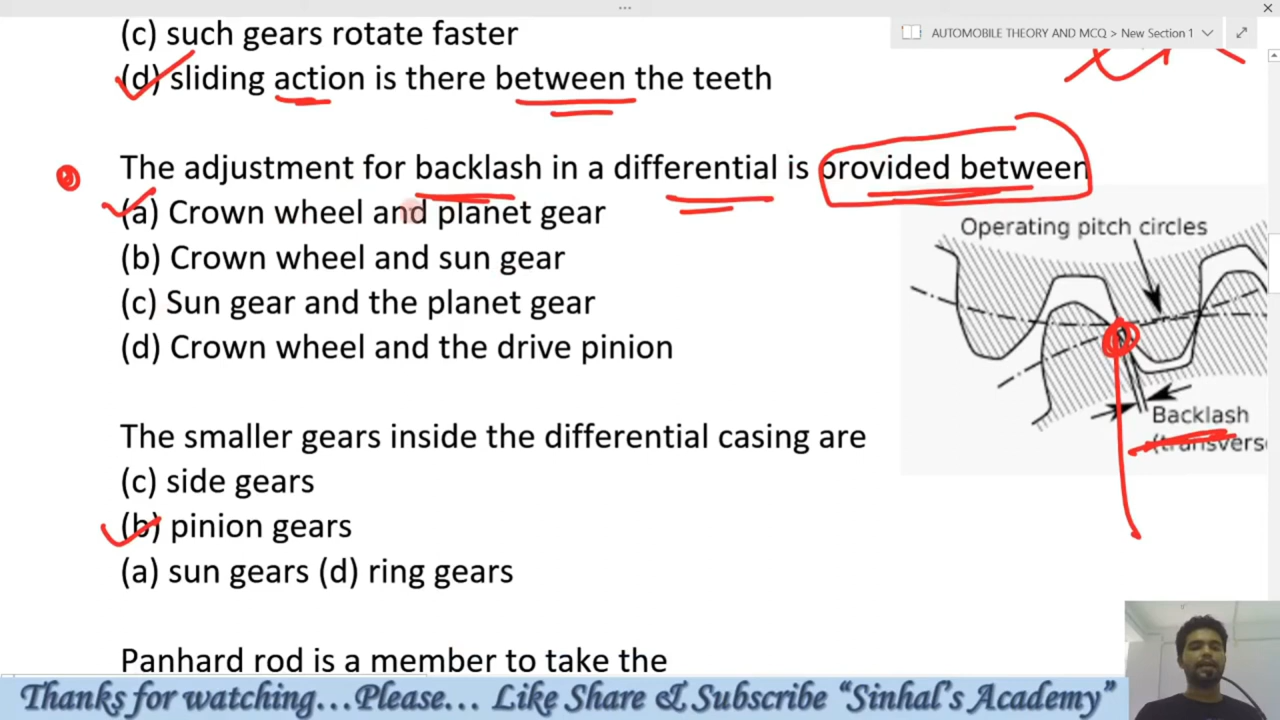 ...
AUTOMOBILE THEORY AND MCQ > New Section 1
(c) such gears rotate faster
(d) sliding action is there between the teeth
The adjustment for backlash in a differential is provided between
(a) Crown wheel and planet gear
(b) Crown wheel and sun gear
(c) Sun gear and the planet gear
(d) Crown wheel and the drive pinion
Operating pitch circles
Backlash
(transvers
The smaller gears inside the differential casing are
(c) side gears
(b) pinion gears
(a) sun gears (d) ring gears
Panhard rod is a member to take the
Thanks for watching...Please... Like Share & Subscribe “Sinhal’s Academy”